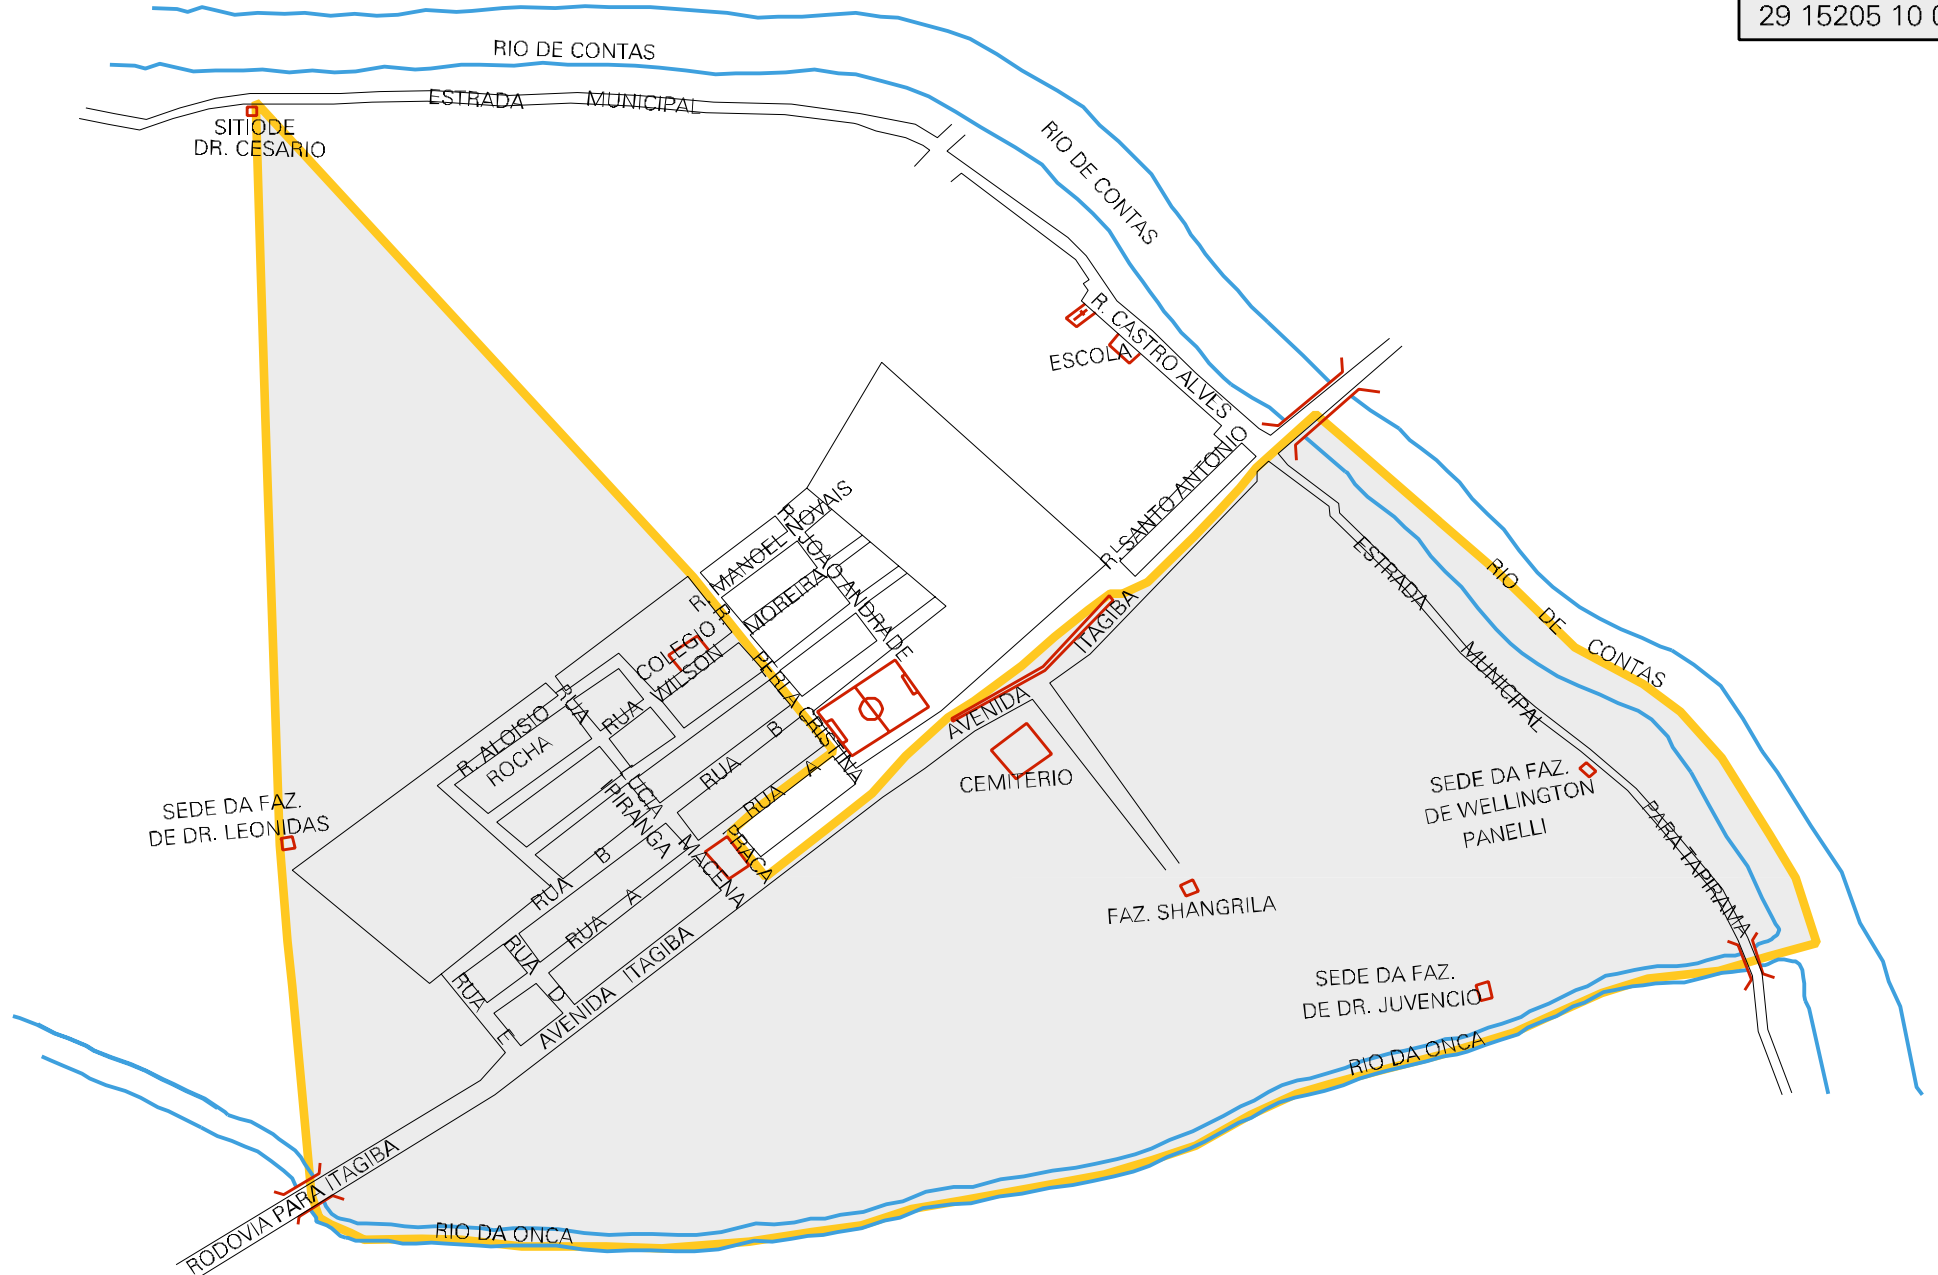 29 15205 10 0
RIO DE CONTAS
ESTRADA MUNICIPAL
SITIODE
DR. CESARIO
RIO DE CONTAS
R. CASTRO ALVES
ESCOLA
R. SANTO ANTONIO
R. MANOEL NOVAIS
R. JOAO ANDRADE
MOREIRA
R. PERLA CRISTINA
COLEGIO
WILSON
RUA
RUA
R. ALOISIO
ROCHA
LICIA
IPIRANGA
RUA B
RUA A
PRACA
MACENA
RUA B
RUA A
RUA D
RUA E
AVENIDA ITAGIBA
AVENIDA ITAGIBA
CEMITERIO
FAZ. SHANGRILA
ESTRADA MUNICIPAL PARA TAPIRAMA
RIO DE CONTAS
SEDE DA FAZ.
DE WELLINGTON
PANELLI
SEDE DA FAZ.
DE DR. LEONIDAS
SEDE DA FAZ.
DE DR. JUVENCIO
RIO DA ONCA
RODOVIA PARA ITAGIBA
RIO DA ONCA